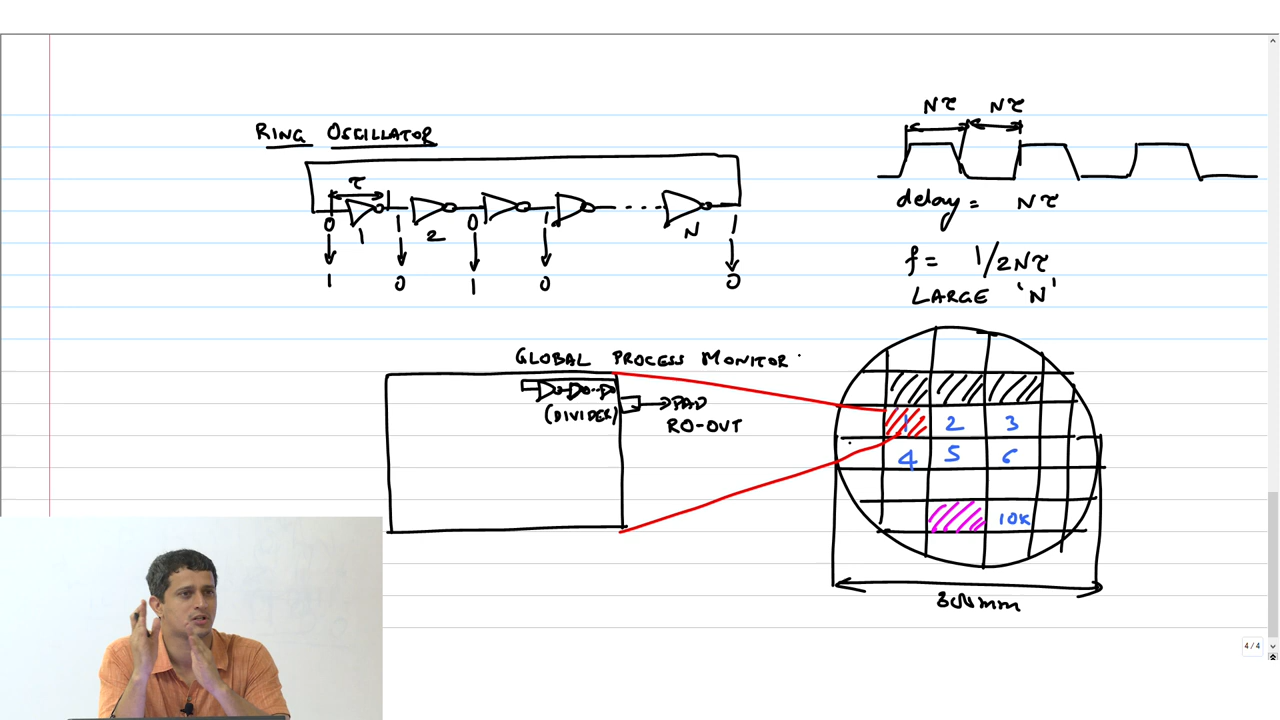 RING OSCILLATOR
τ
0 1 0 1 1
1 2 N
1 0 1 0 0
Nτ Nτ
delay = Nτ
f = 1/2Nτ
LARGE 'N'
GLOBAL PROCESS MONITOR
(DIVIDER)
PAD
RO-OUT
1 2 3
4 5 6
10K
300mm
4/4